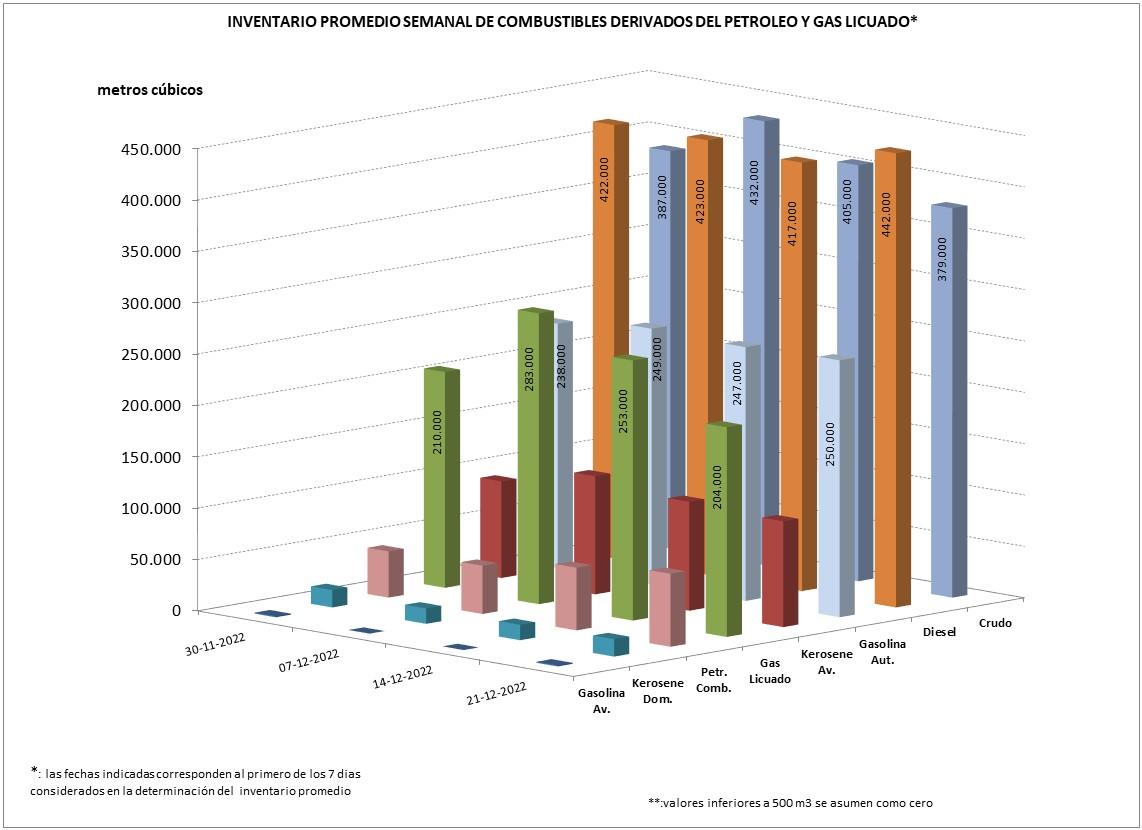 INVENTARIO PROMEDIO SEMANAL DE COMBUSTIBLES DERIVADOS DEL PETROLEO Y GAS LICUADO*
metros cúbicos
450.000
400.000
350.000
300.000
250.000
200.000
150.000
100.000
50.000
0
422.000
387.000
423.000
432.000
417.000
405.000
442.000
379.000
210.000
283.000
238.000
253.000
249.000
204.000
247.000
250.000
30-11-2022
07-12-2022
14-12-2022
21-12-2022
Gasolina
Av.
Kerosene
Dom.
Petr.
Comb.
Gas
Licuado
Kerosene
Av.
Gasolina
Aut.
Diesel
Crudo
*: las fechas indicadas corresponden al primero de los 7 dias
considerados en la determinación del inventario promedio
**:valores inferiores a 500 m3 se asumen como cero